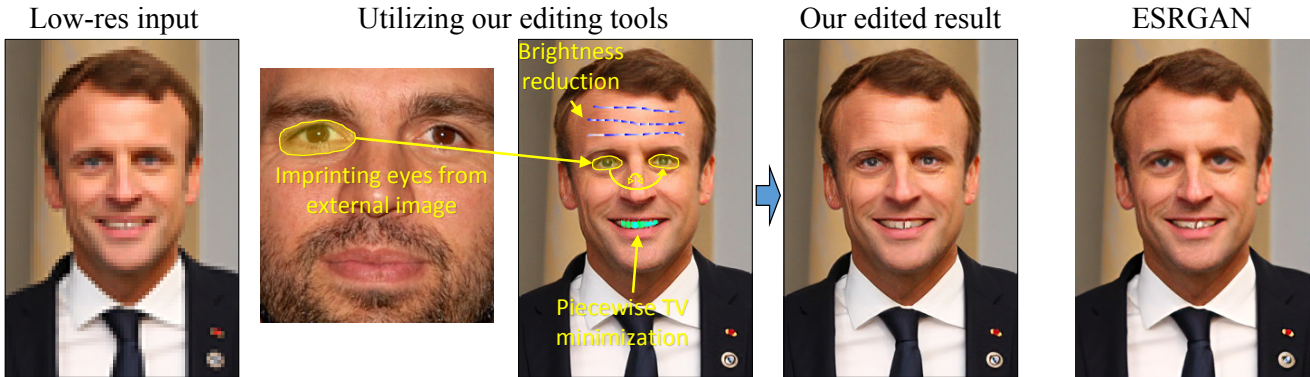 Low-res input
Utilizing our editing tools
Our edited result
ESRGAN
Brightness
reduction
Imprinting eyes from
external image
Piecewise TV
minimization